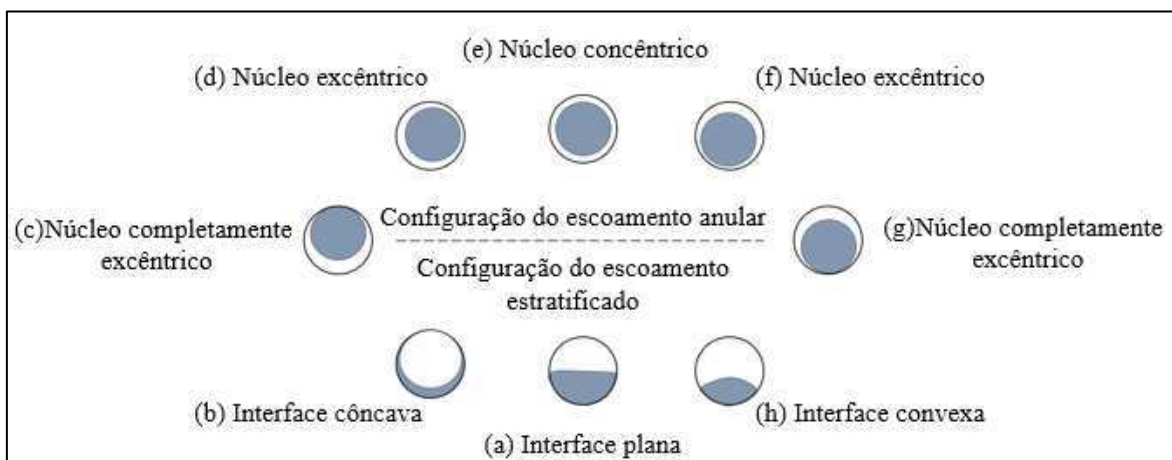 (e) Núcleo concêntrico
(d) Núcleo excêntrico
(f) Núcleo excêntrico
(c)Núcleo completamente
excêntrico
Configuração do escoamento anular
Configuração do escoamento
estratificado
(g)Núcleo completamente
excêntrico
(b) Interface côncava
(h) Interface convexa
(a) Interface plana